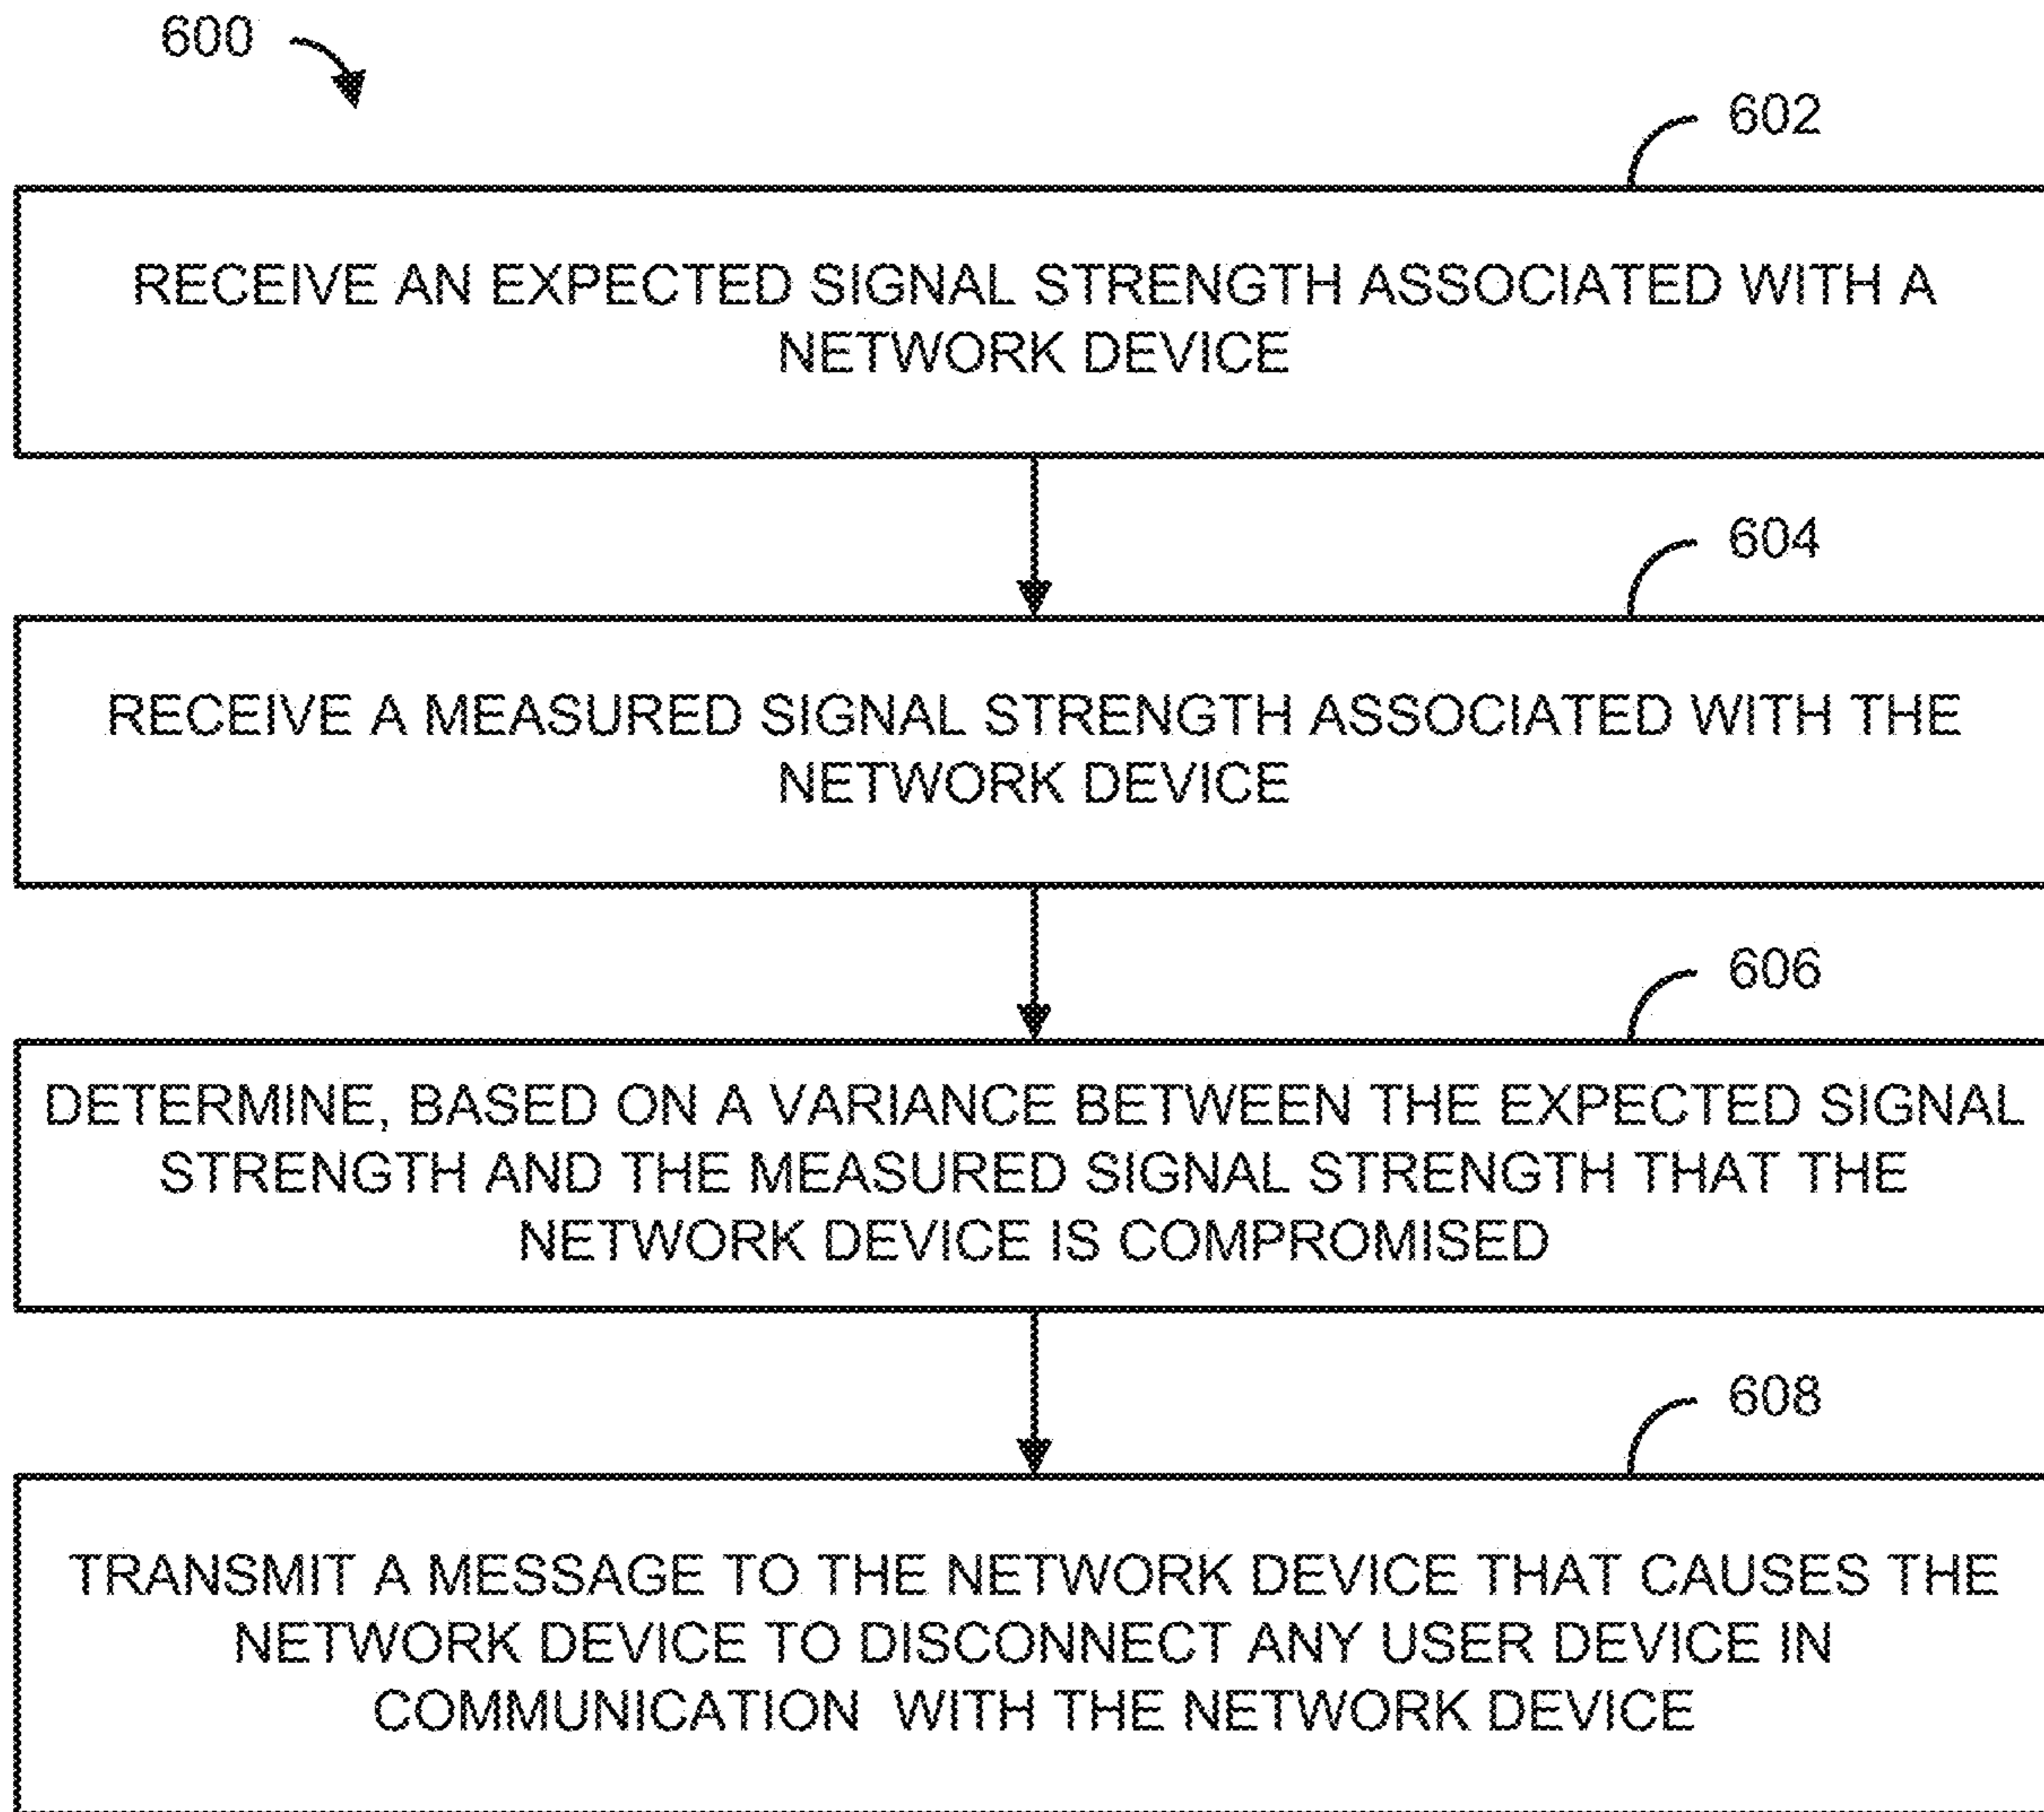 600
602
RECEIVE AN EXPECTED SIGNAL STRENGTH ASSOCIATED WITH A
NETWORK DEVICE
604
RECEIVE A MEASURED SIGNAL STRENGTH ASSOCIATED WITH THE
NETWORK DEVICE
606
DETERMINE, BASED ON A VARIANCE BETWEEN THE EXPECTED SIGNAL
STRENGTH AND THE MEASURED SIGNAL STRENGTH THAT THE
NETWORK DEVICE IS COMPROMISED
608
TRANSMIT A MESSAGE TO THE NETWORK DEVICE THAT CAUSES THE
NETWORK DEVICE TO DISCONNECT ANY USER DEVICE IN
COMMUNICATION WITH THE NETWORK DEVICE